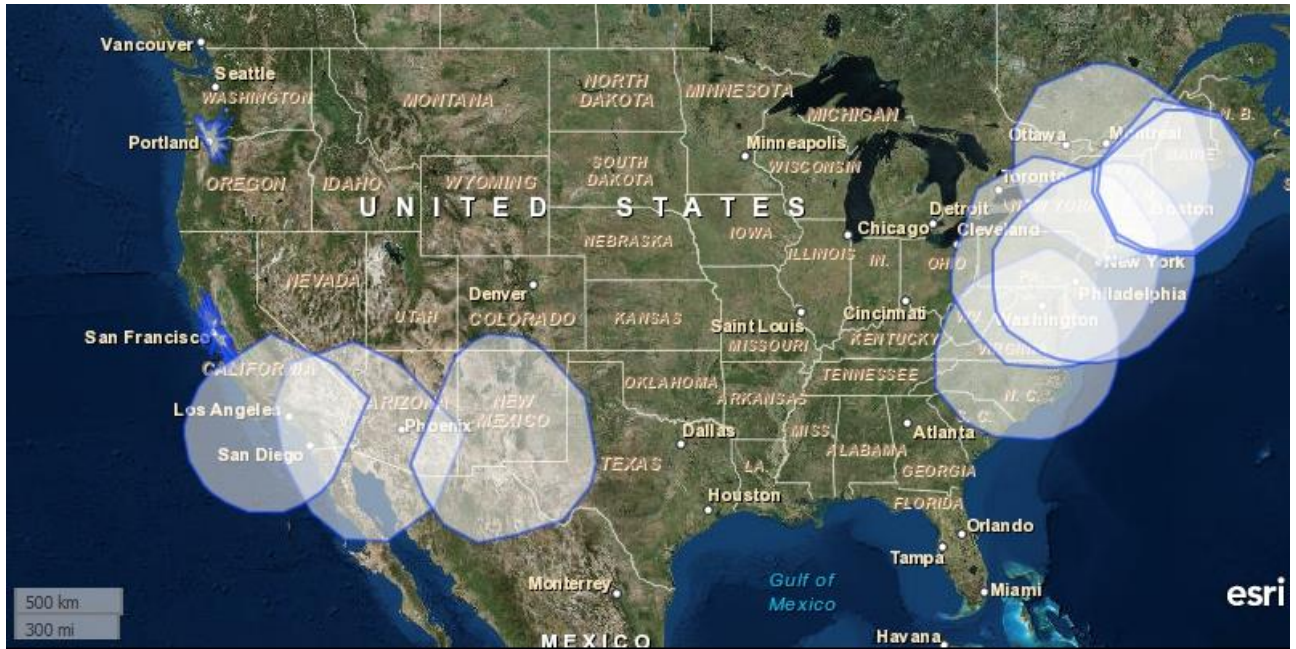 Vancouver
Seattle
WASHINGTON
Portland
OREGON
IDAHO
MONTANA
NORTH
DAKOTA
MINNESOTA
SOUTH
DAKOTA
Minneapolis
WISCONSIN
MICHIGAN
WYOMING
UNITED STATES
NEBRASKA
IOWA
Chicago
Detroit
Cleveland
Toronto
Ottawa
Montreal
N. B.
MAINE
NEW YORK
Boston
New York
Philadelphia
Washington
NEVADA
UTAH
Denver
COLORADO
KANSAS
Saint Louis
MISSOURI
ILLINOIS
IN.
OHIO
Cincinnati
KENTUCKY
W.V.
VIRGINIA
San Francisco
CALIFORNIA
Los Angeles
San Diego
ARIZONA
Phoenix
NEW
MEXICO
OKLAHOMA
ARKANSAS
TENNESSEE
N. C.
S. C.
Dallas
TEXAS
LA.
MISS.
ALABAMA
Atlanta
GEORGIA
Houston
FLORIDA
Orlando
Tampa
Miami
Gulf of
Mexico
Monterrey
MEXICO
Havana
500 km
300 mi
esri